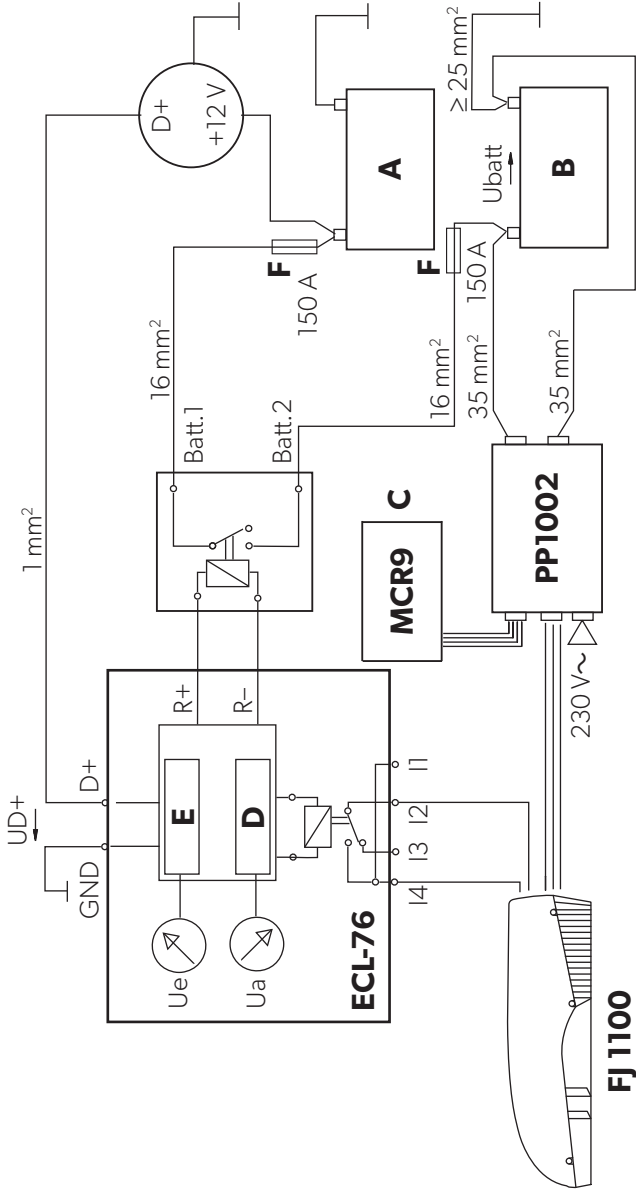 UD+
GND
D+
1 mm²
D+
+12 V
Ue
Ua
E
D
R+
R–
Batt.1
Batt.2
16 mm²
F
150 A
A
ECL-76
I4
I3
I2
I1
MCR9
C
16 mm²
F
150 A
Ubatt
≥ 25 mm²
B
35 mm²
35 mm²
PP1002
230 V~
FJ 1100